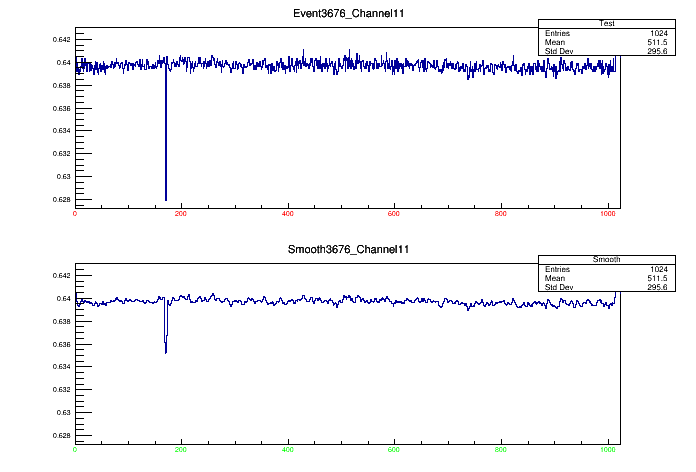 Event3676_Channel11
Test
Entries 1024
Mean 511.5
Std Dev 295.6
0.642
0.64
0.638
0.636
0.634
0.632
0.63
0.628
0 200 400 600 800 1000
Smooth3676_Channel11
Smooth
Entries 1024
Mean 511.5
Std Dev 295.6
0.642
0.64
0.638
0.636
0.634
0.632
0.63
0.628
0 200 400 600 800 1000